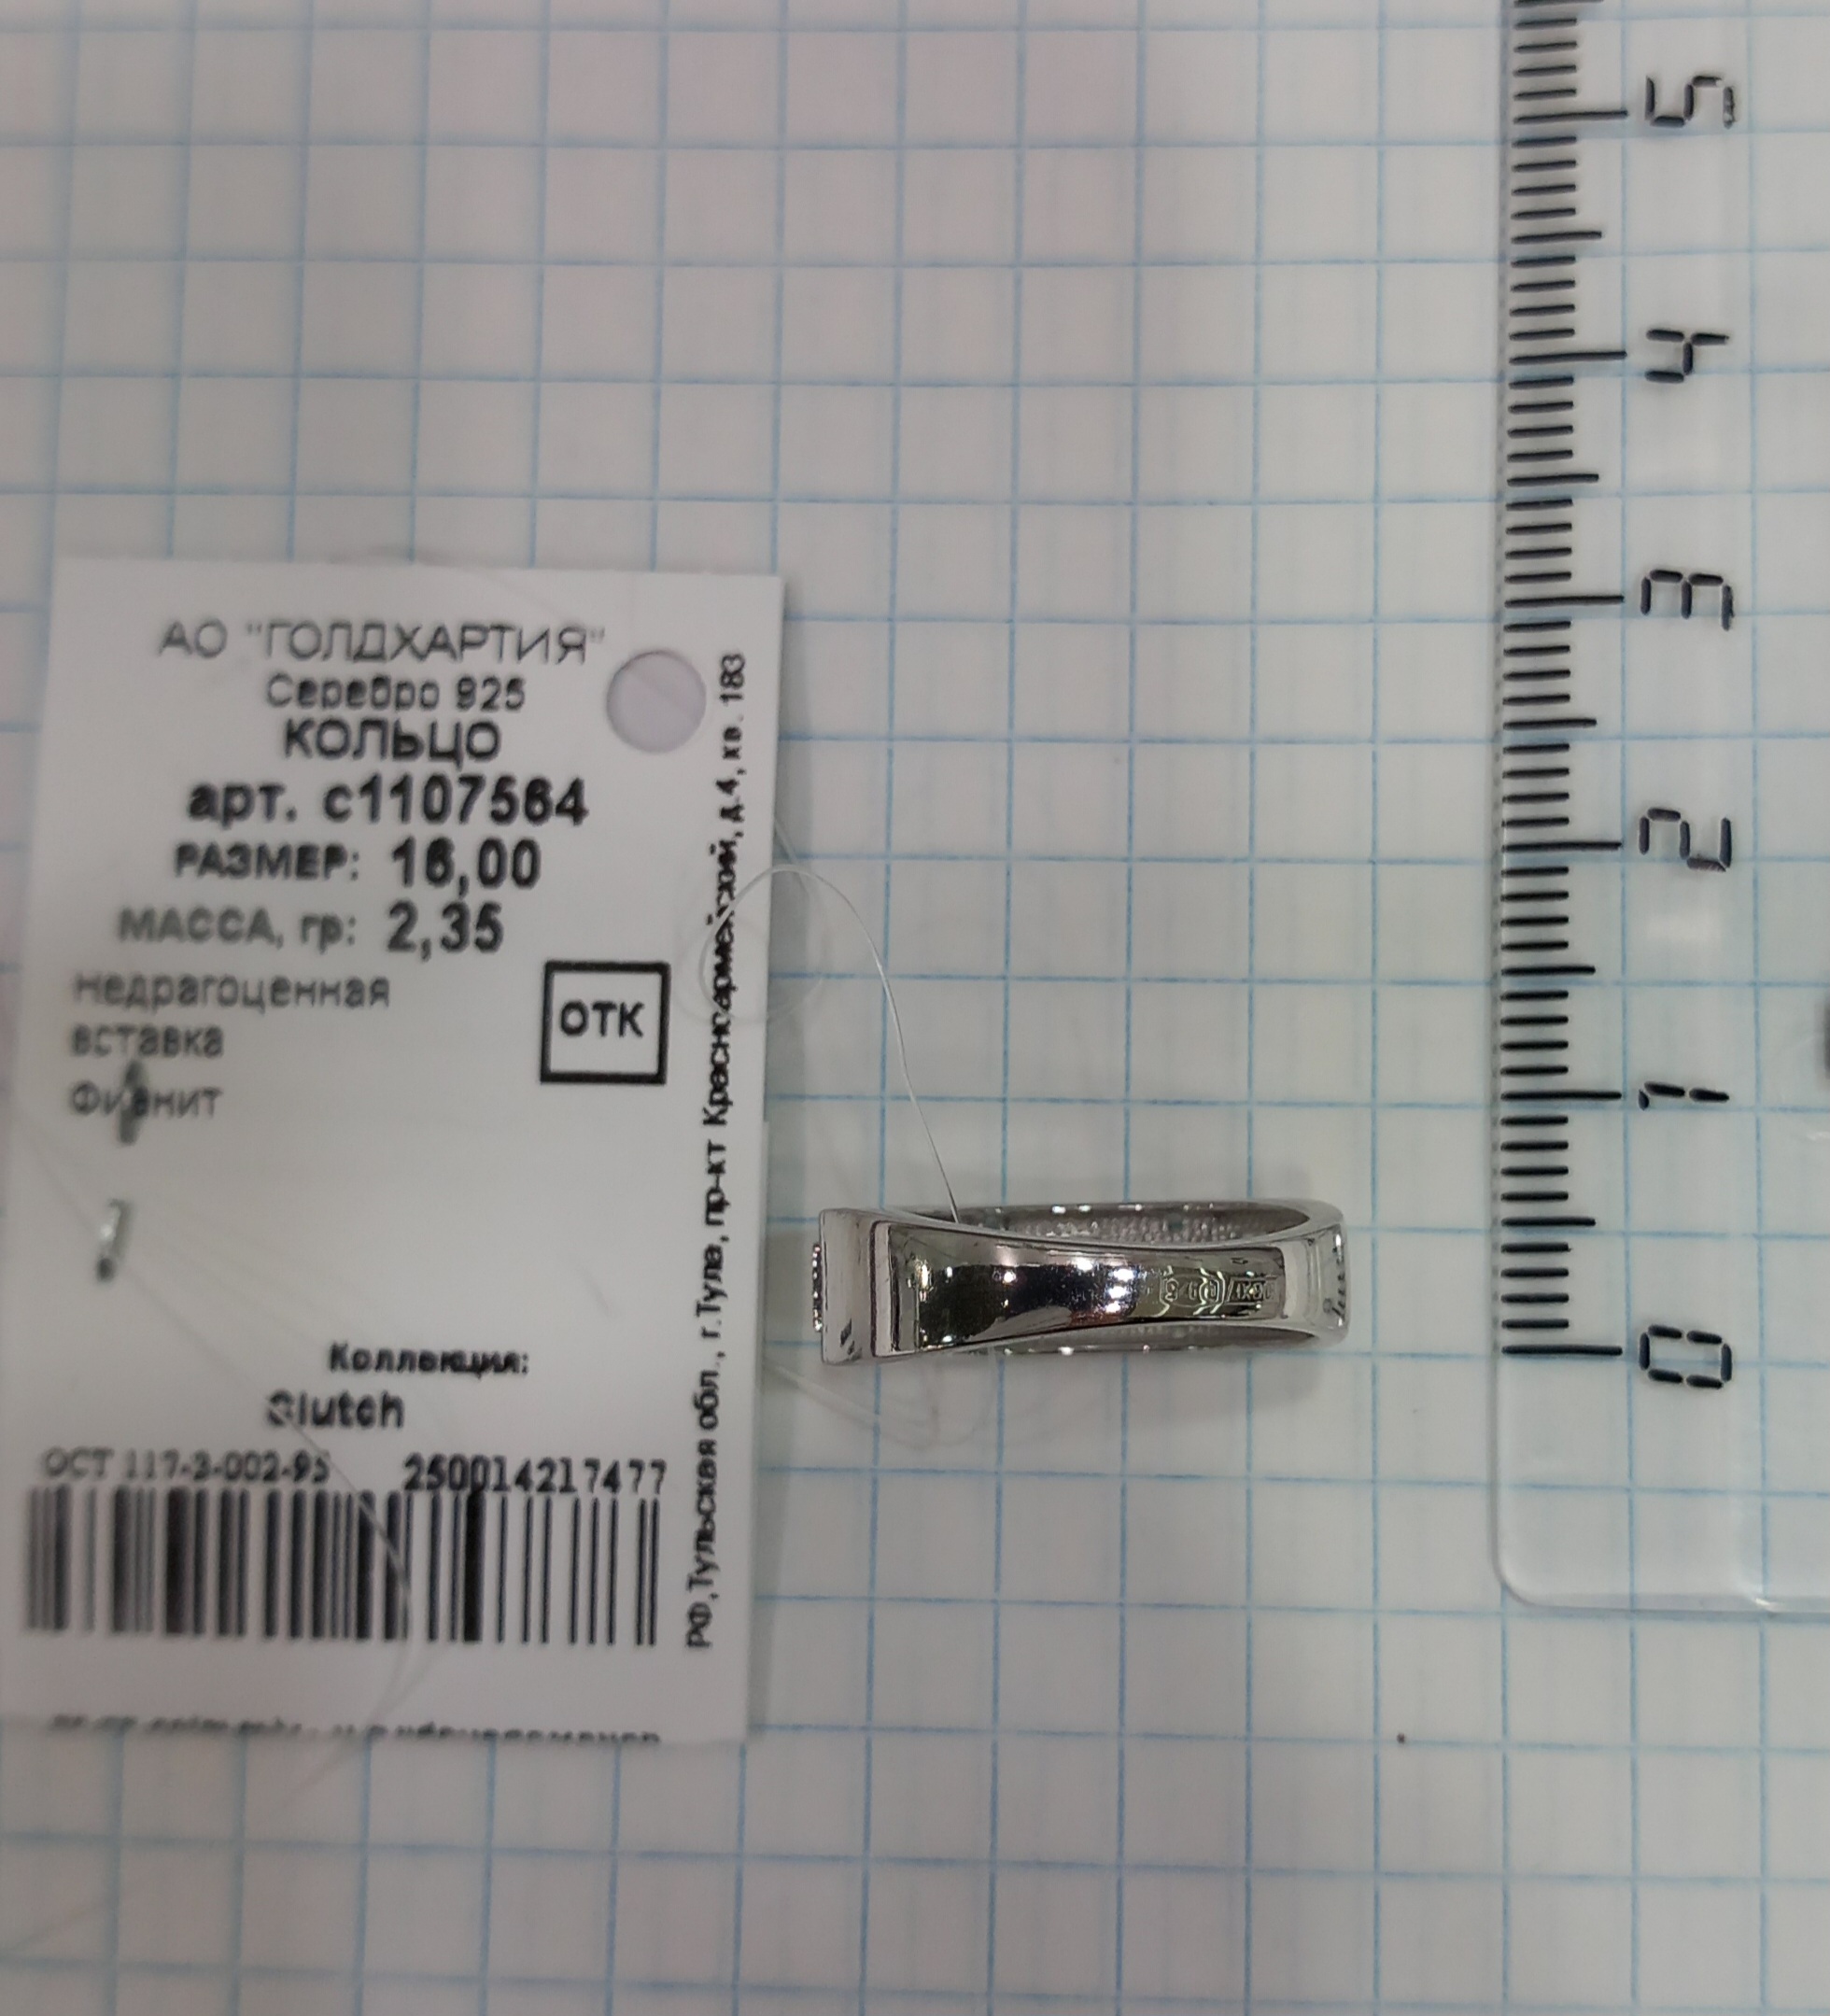 АО "ГОЛДХАРТИЯ"
Серебро 925
КОЛЬЦО
арт. с1107564
РАЗМЕР: 16,00
МАССА, гр: 2,35
Недрагоценная
вставка
Фианит
ОТК
Коллекция:
Clutch
ОСТ 117-3-002-95 250014217477
РФ, Тульская обл., г.Тула, пр-кт Красноармейский, д.4, кв. 183
5
4
3
2
1
0